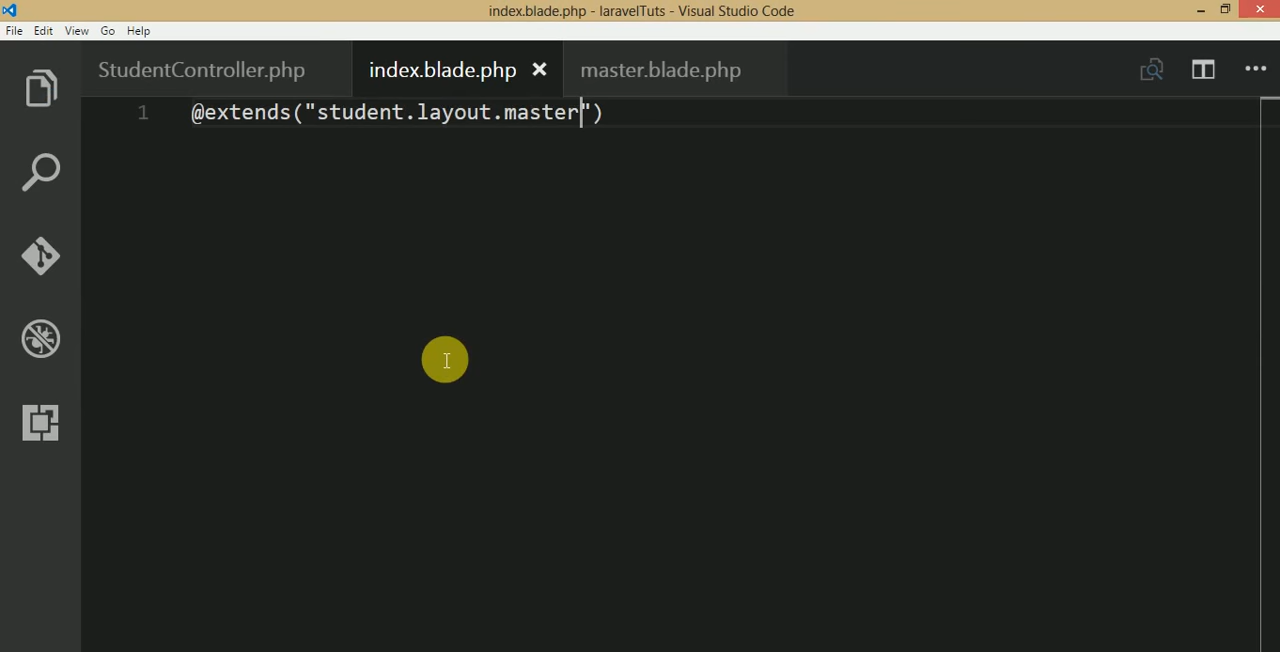 index.blade.php - laravelTuts - Visual Studio Code
File Edit View Go Help
StudentController.php index.blade.php master.blade.php
1 @extends("student.layout.master")